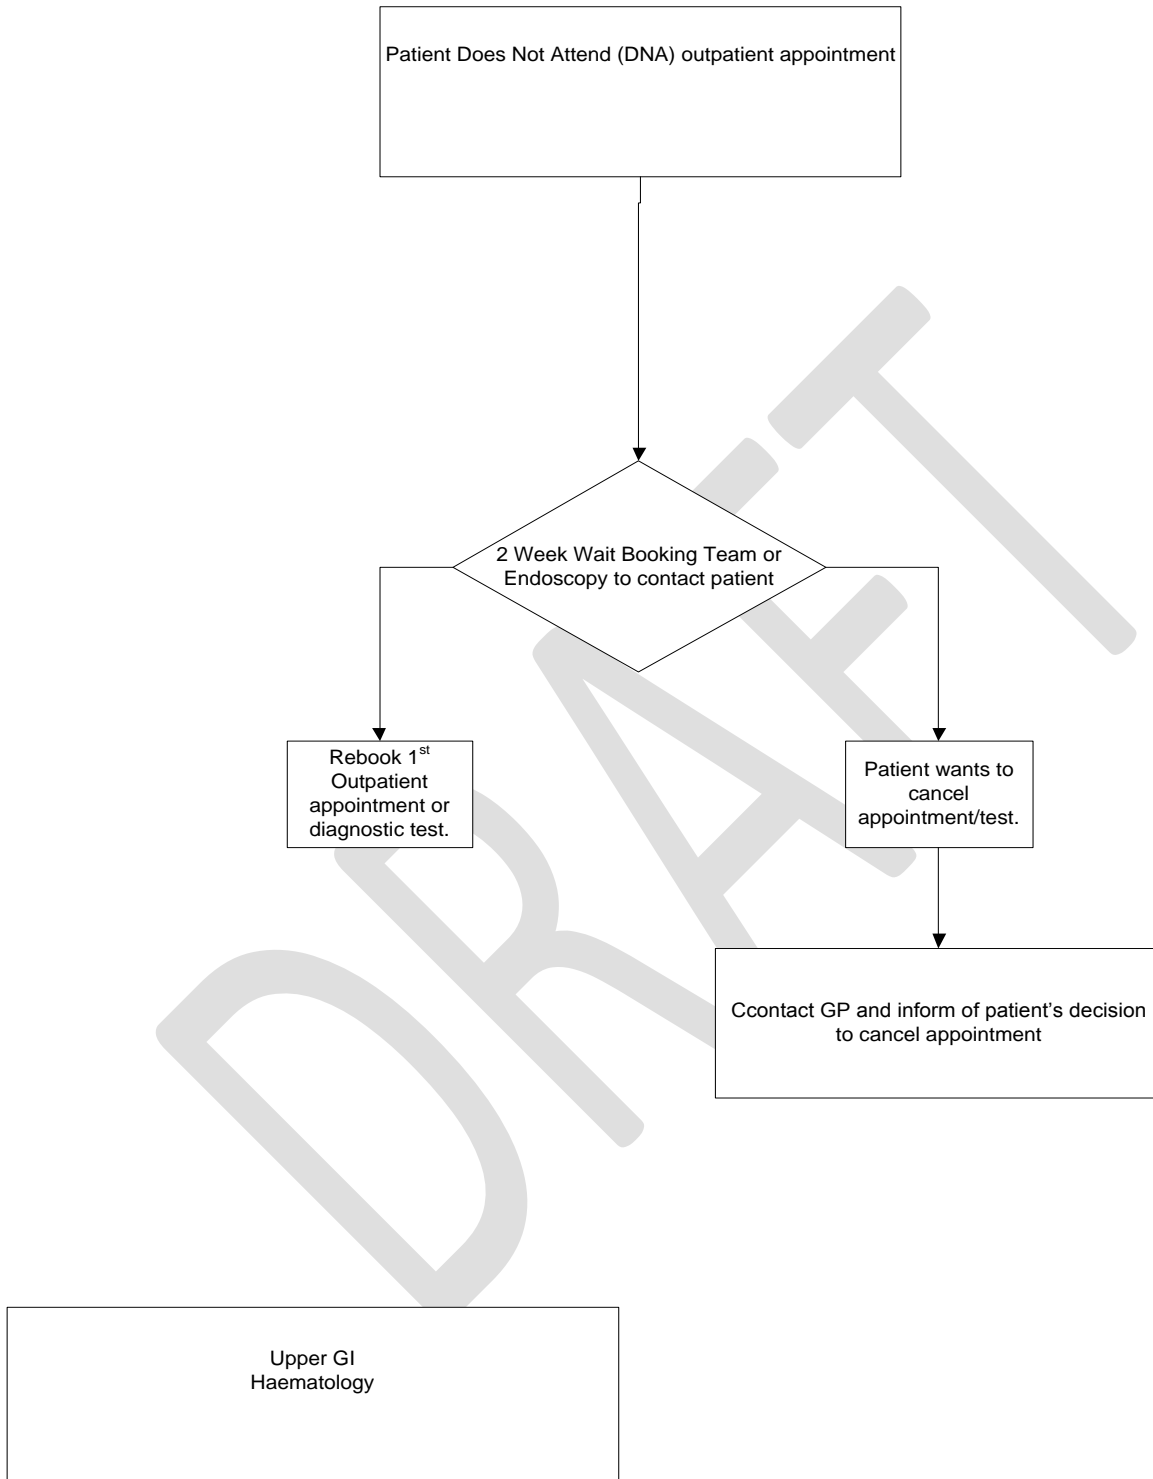 Patient Does Not Attend (DNA) outpatient appointment
2 Week Wait Booking Team or
Endoscopy to contact patient
Rebook 1st
Outpatient
appointment or
diagnostic test.
Patient wants to
cancel
appointment/test.
Ccontact GP and inform of patient’s decision
to cancel appointment
Upper GI
Haematology
DRAFT